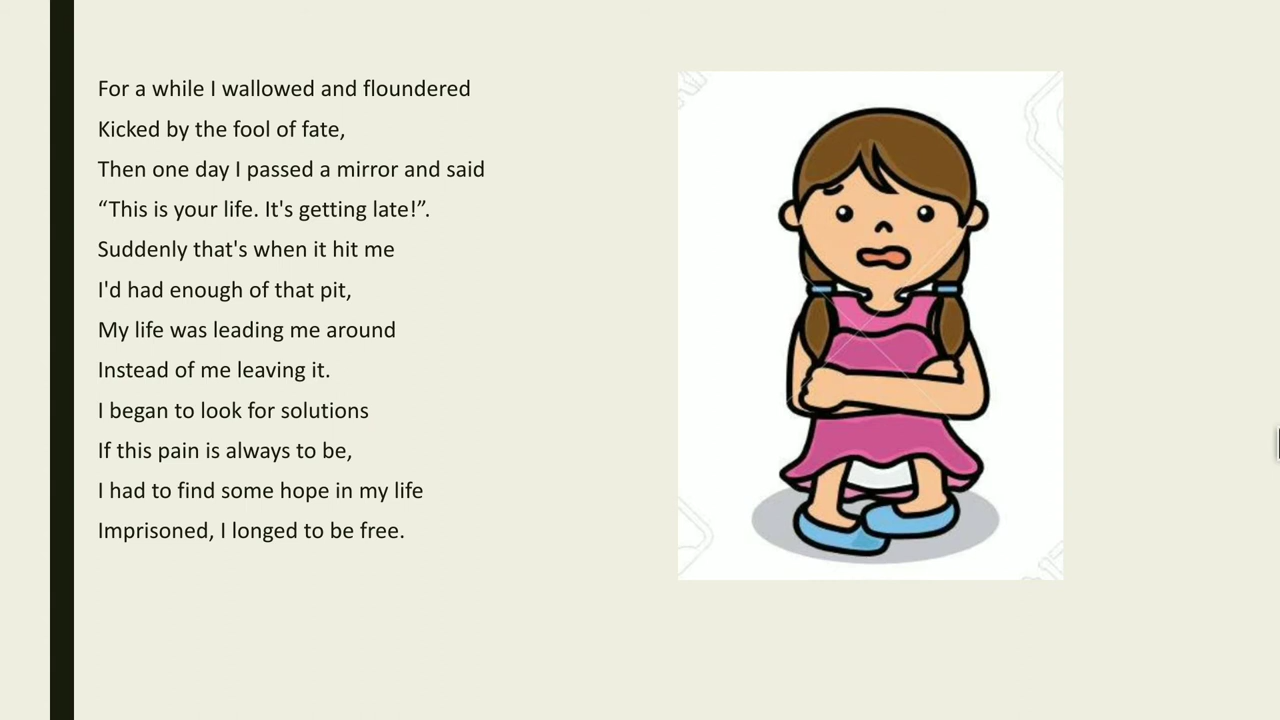 For a while I wallowed and floundered
Kicked by the fool of fate,
Then one day I passed a mirror and said
“This is your life. It's getting late!”.
Suddenly that's when it hit me
I'd had enough of that pit,
My life was leading me around
Instead of me leaving it.
I began to look for solutions
If this pain is always to be,
I had to find some hope in my life
Imprisoned, I longed to be free.